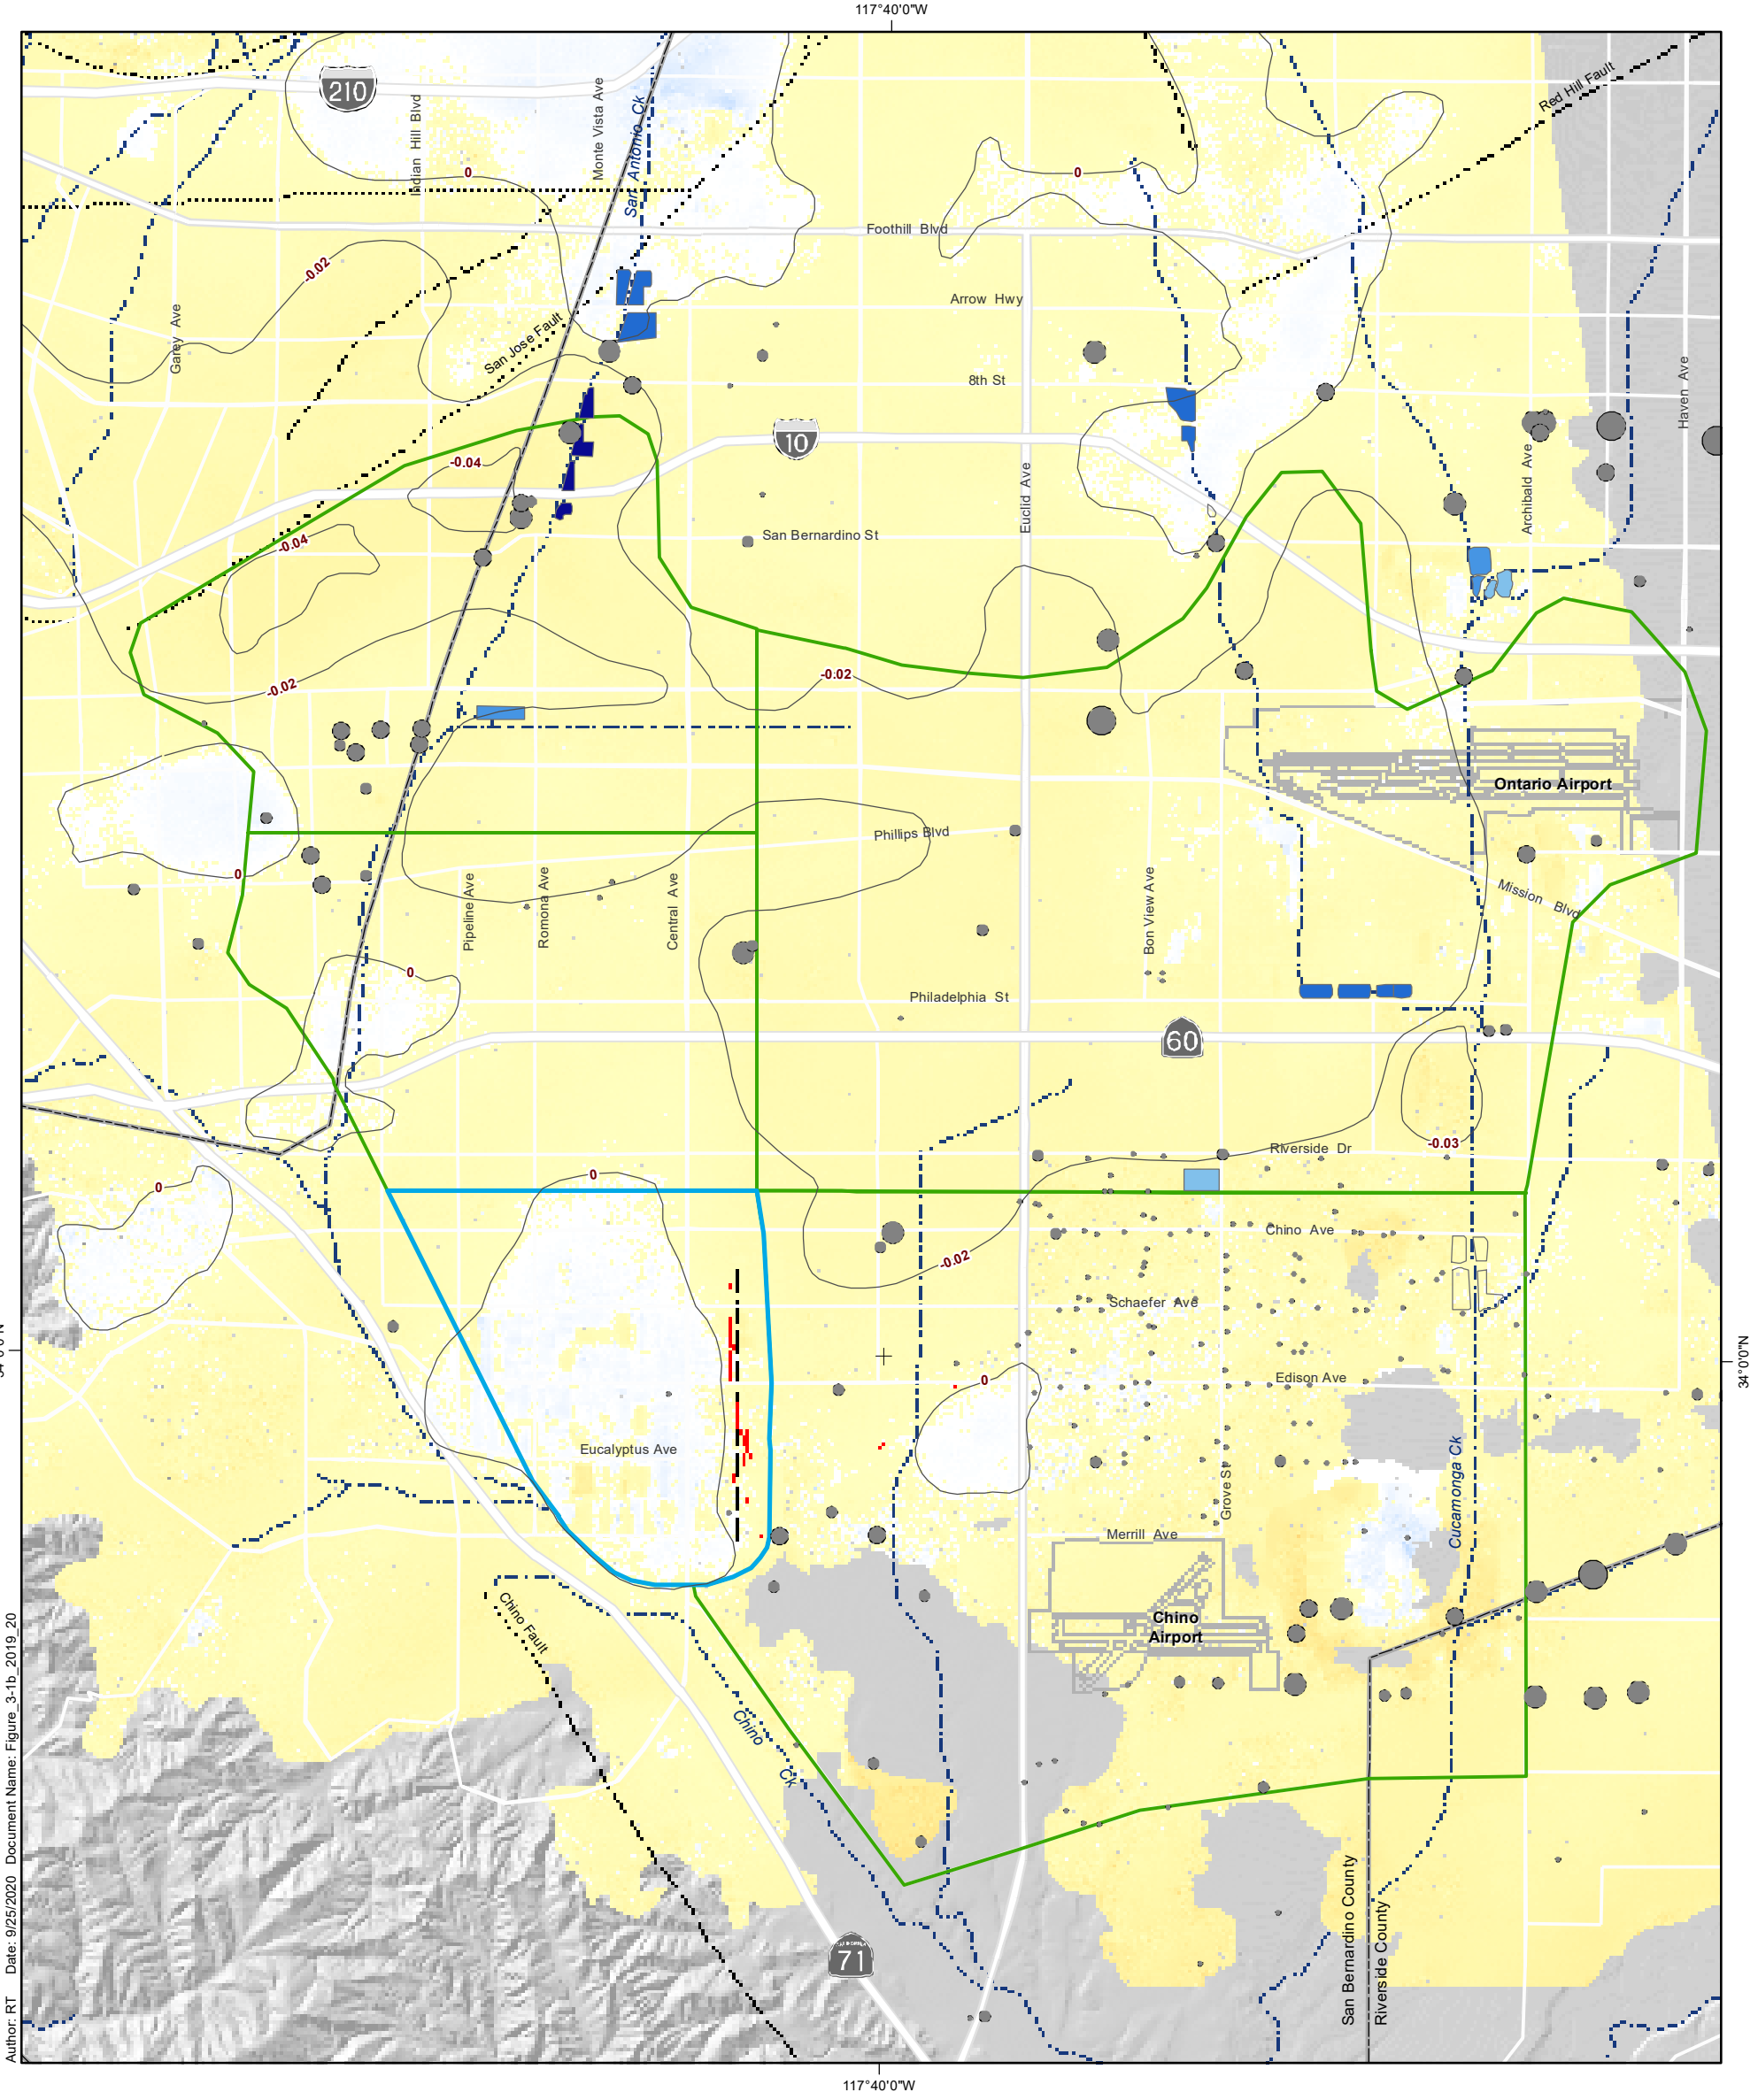 117°40'0"W
210
Indian Hill Blvd
Monte Vista Ave
San Antonio Ck
Red Hill Fault
0
0
Foothill Blvd
-0.02
Garey Ave
San Jose Fault
Arrow Hwy
8th St
Haven Ave
10
-0.04
Euclid Ave
Archibald Ave
San Bernardino St
-0.04
-0.02
-0.02
Ontario Airport
Phillips Blvd
0
Pipeline Ave
Romona Ave
Central Ave
Bon View Ave
Mission Blvd
0
Philadelphia St
60
-0.03
Riverside Dr
0
0
Chino Ave
-0.02
Schaefer Ave
34°0'0"N
0
Edison Ave
Eucalyptus Ave
Grove St
Cucamonga Ck
Merrill Ave
Chino Fault
Chino
Airport
Chino Ck
San Bernardino County
Riverside County
71
Author: RT Date: 9/25/2020 Document Name: Figure_3-1b_2019_20
117°40'0"W